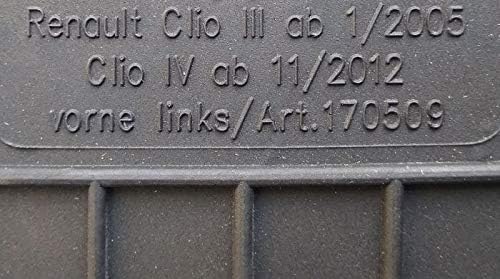 Renault Clio III ab 1/2005
Clio IV ab 11/2012
vorne links/Art.170509